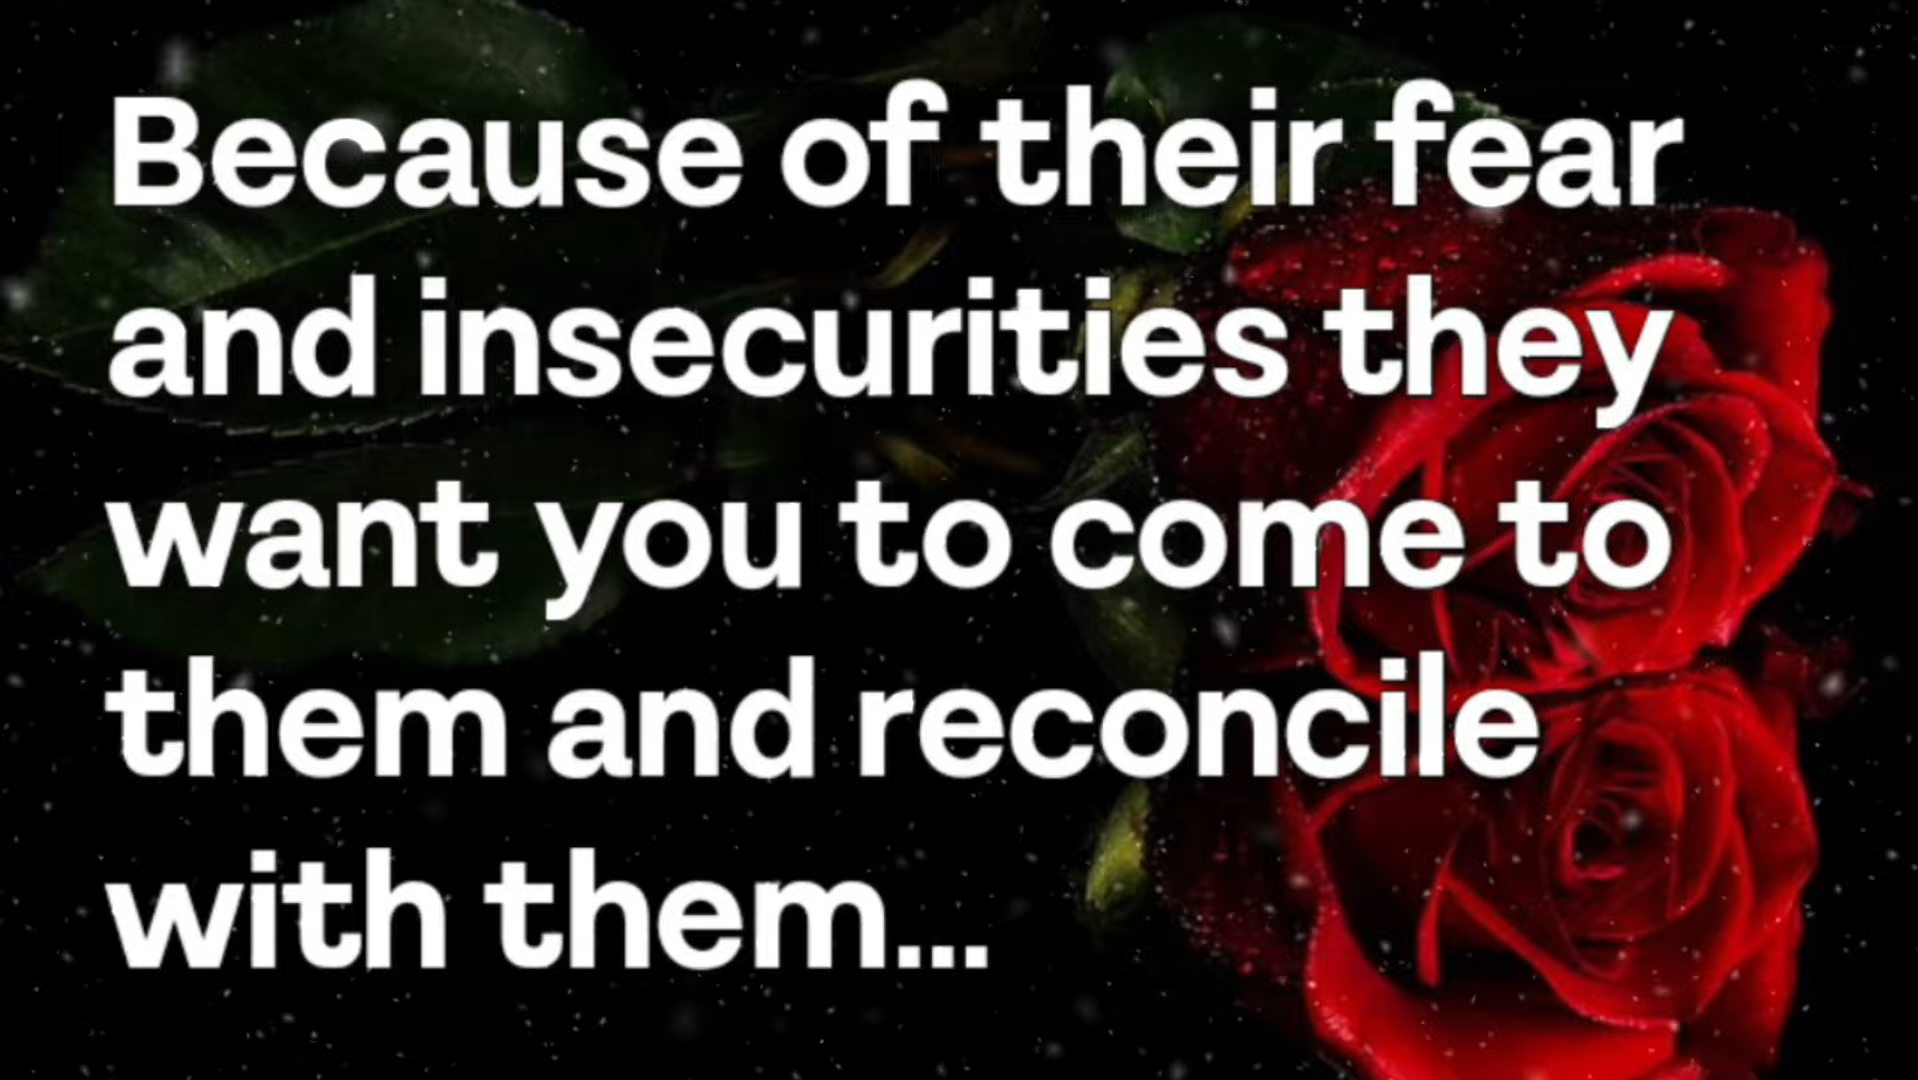 Because of their fear
and insecurities they
want you to come to
them and reconcile
with them...